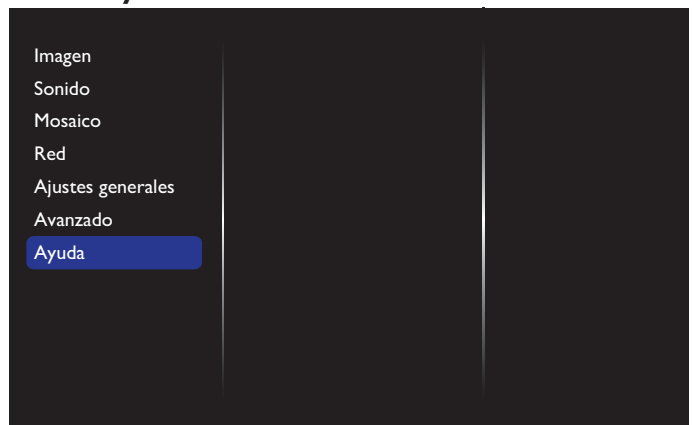 Imagen
Sonido
Mosaico
Red
Ajustes generales
Avanzado
Ayuda